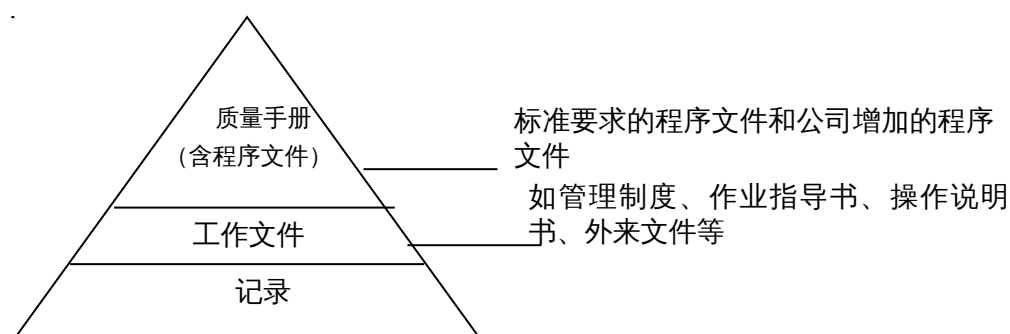 质量手册
（含程序文件）
标准要求的程序文件和公司增加的程序
文件
如管理制度、作业指导书、操作说明
书、外来文件等
工作文件
记录